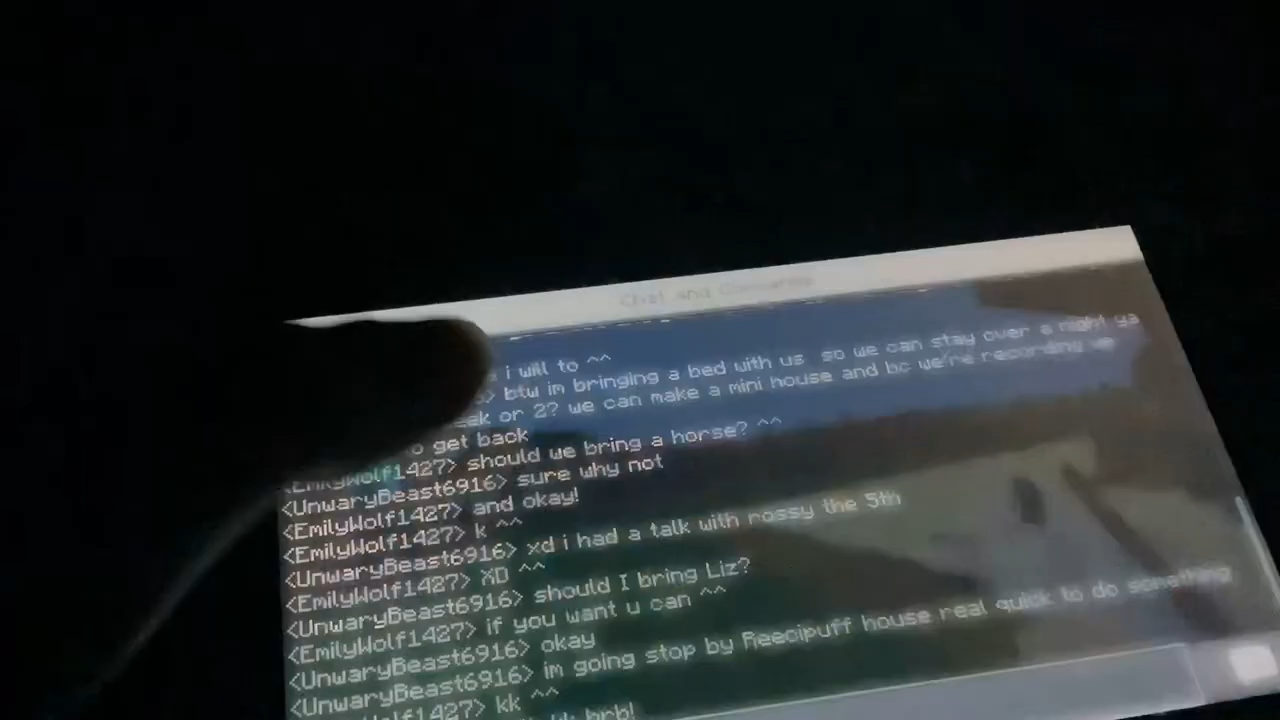 Chat and Commands
i will to ^^
> btw im bringing a bed with us so we can stay over a night ya
eak or 2? we can make a mini house and bc we're recording we
o get back
<EmilyWolf1427> should we bring a horse? ^^
<UnwaryBeast6916> sure why not
<EmilyWolf1427> and okay!
<EmilyWolf1427> k ^^
<UnwaryBeast6916> xd i had a talk with rossy the 5th
<EmilyWolf1427> XD ^^
<UnwaryBeast6916> should I bring Liz?
<EmilyWolf1427> if you want u can ^^
<UnwaryBeast6916> okay
<UnwaryBeast6916> im going stop by Reecipuff house real quick to do something
yWolf1427> kk ^^
brb!